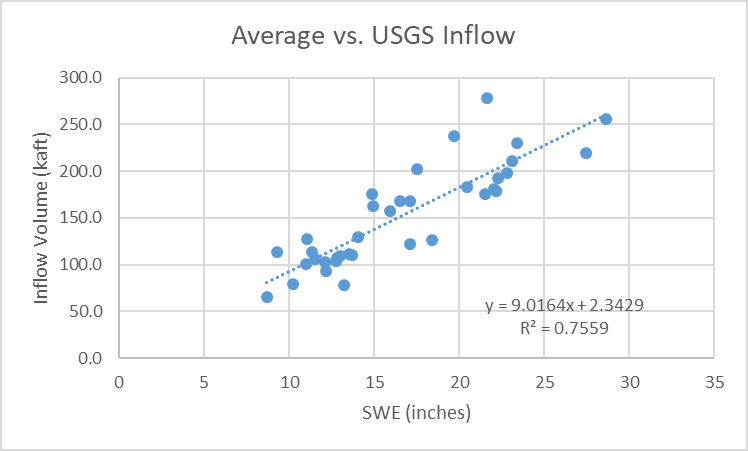 Average vs. USGS Inflow
300.0
250.0
200.0
150.0
100.0
50.0
0.0
Inflow Volume (kaft)
y = 9.0164x + 2.3429
R² = 0.7559
0 5 10 15 20 25 30 35
SWE (inches)